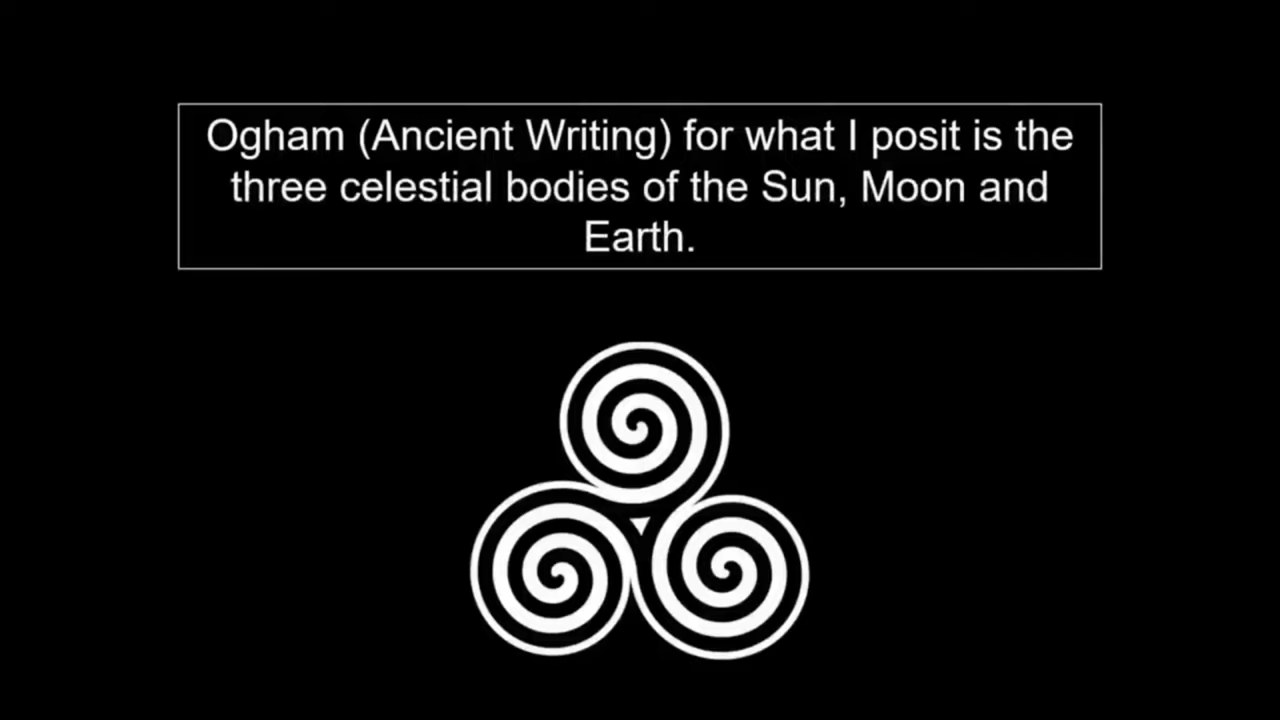 Ogham (Ancient Writing) for what I posit is the
three celestial bodies of the Sun, Moon and
Earth.